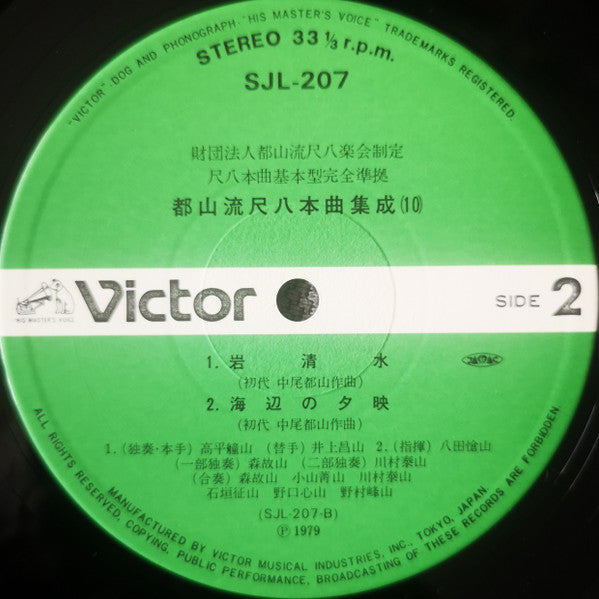 "VICTOR"-DOG AND PHONOGRAPH-"HIS MASTER'S VOICE" TRADEMARKS REGISTERED.
STEREO 33 1/3 r.p.m.
SJL-207
財団法人都山流尺八楽会制定
尺八本曲基本型完全準拠
都山流尺八本曲集成(10)
"HIS MASTER'S VOICE"
Victor
SIDE 2
1. 岩清水
(初代 中尾都山作曲)
JASRAC
2. 海辺の夕映
(初代 中尾都山作曲)
1. (独奏・本手) 高平艟山 (替手) 井上昌山 2. (指揮) 八田愴山
(一部独奏) 森故山 (二部独奏) 川村泰山
(合奏) 森故山 小山菁山 川村泰山
石垣征山 野口心山 野村峰山
(SJL-207-B)
Ⓟ 1979
MANUFACTURED BY VICTOR MUSICAL INDUSTRIES, INC., TOKYO, JAPAN.
ALL RIGHTS RESERVED. COPYING, PUBLIC PERFORMANCE, BROADCASTING OF THESE RECORDS ARE FORBIDDEN.